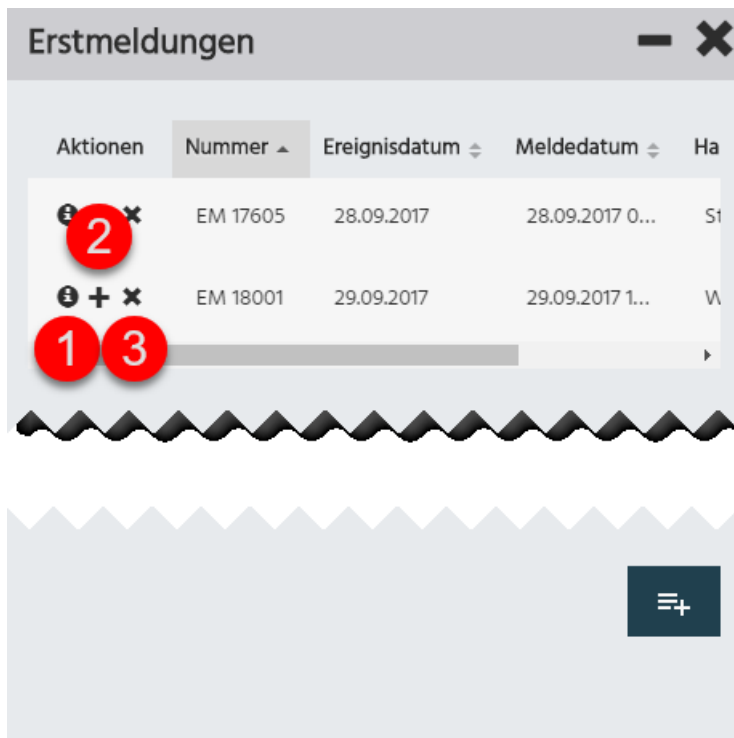 Erstmeldungen
Aktionen Nummer Ereignisdatum Meldedatum Ha
EM 17605 28.09.2017 28.09.2017 0... St
2
EM 18001 29.09.2017 29.09.2017 1... W
1 3